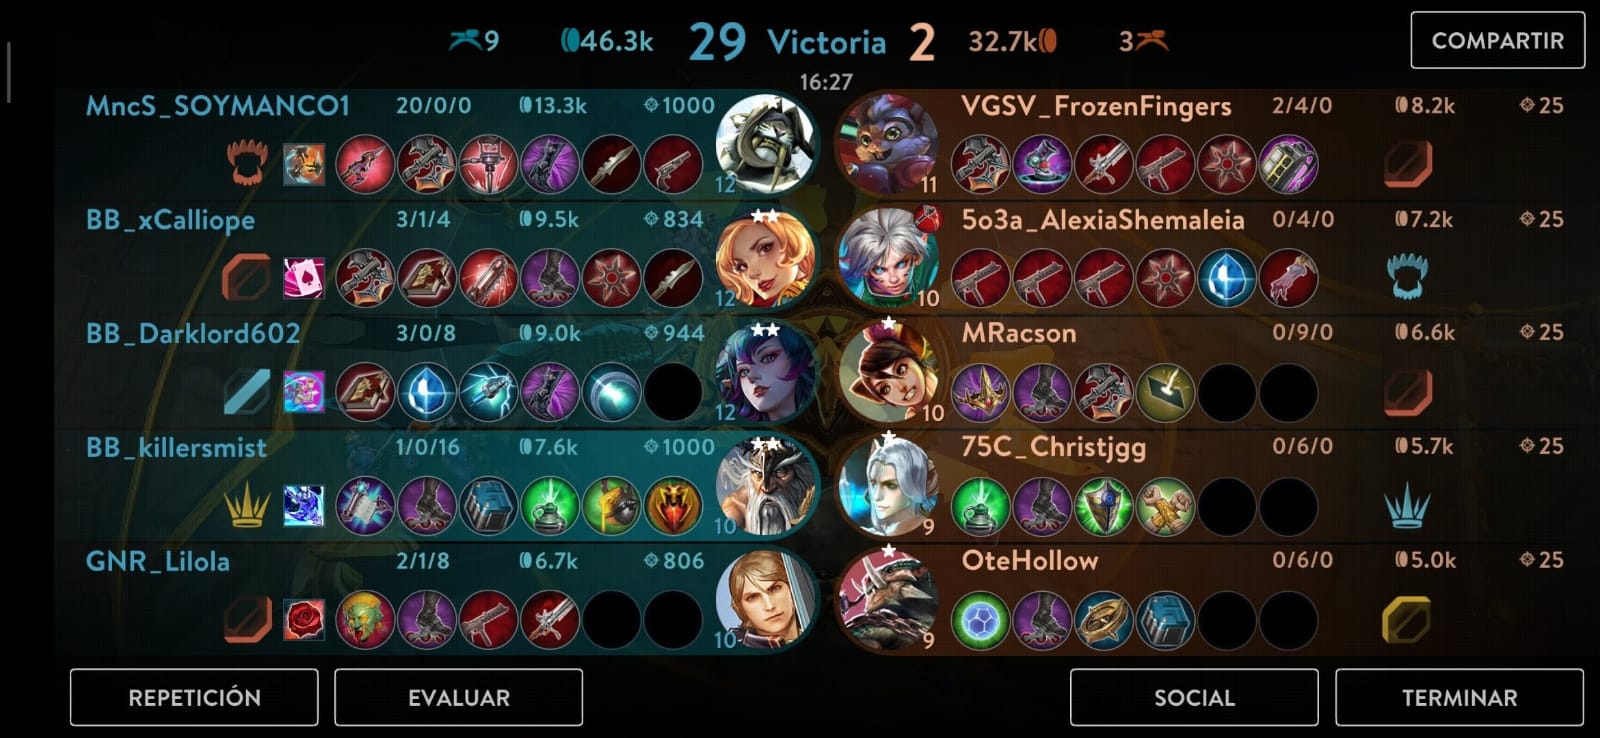 9 46.3k 29 Victoria 2 32.7k 3
COMPARTIR
16:27
MncS_SOYMANCO1 20/0/0 13.3k 1000
12
11
VGSV_FrozenFingers 2/4/0 8.2k 25
BB_xCalliope 3/1/4 9.5k 834
12
10
5o3a_AlexiaShemaleia 0/4/0 7.2k 25
BB_Darklord602 3/0/8 9.0k 944
12
10
MRacson 0/9/0 6.6k 25
BB_killersmist 1/0/16 7.6k 1000
10
9
75C_Christjgg 0/6/0 5.7k 25
GNR_Lilola 2/1/8 6.7k 806
10
9
OteHollow 0/6/0 5.0k 25
REPETICIÓN
EVALUAR
SOCIAL
TERMINAR